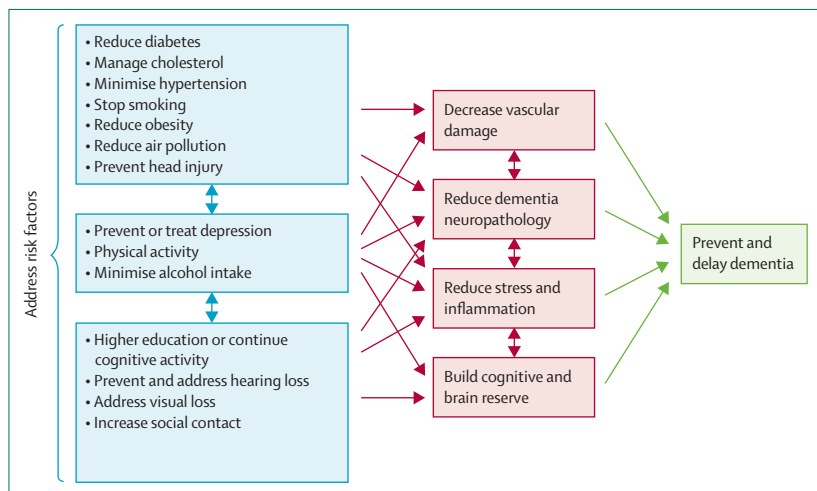 Address risk factors
• Reduce diabetes
• Manage cholesterol
• Minimise hypertension
• Stop smoking
• Reduce obesity
• Reduce air pollution
• Prevent head injury
• Prevent or treat depression
• Physical activity
• Minimise alcohol intake
• Higher education or continue
cognitive activity
• Prevent and address hearing loss
• Address visual loss
• Increase social contact
Decrease vascular
damage
Reduce dementia
neuropathology
Reduce stress and
inflammation
Build cognitive and
brain reserve
Prevent and
delay dementia